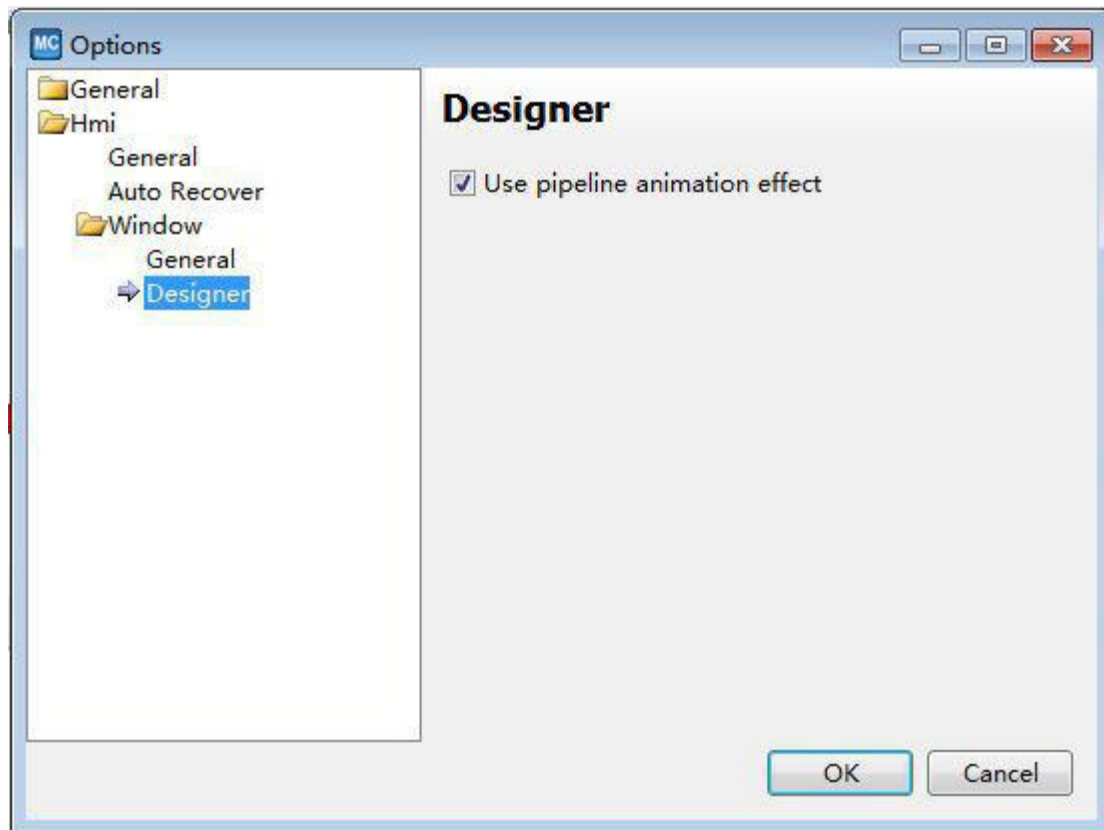 MC Options
General
Hmi
General
Auto Recover
Window
General
Designer
Designer
Use pipeline animation effect
OK
Cancel